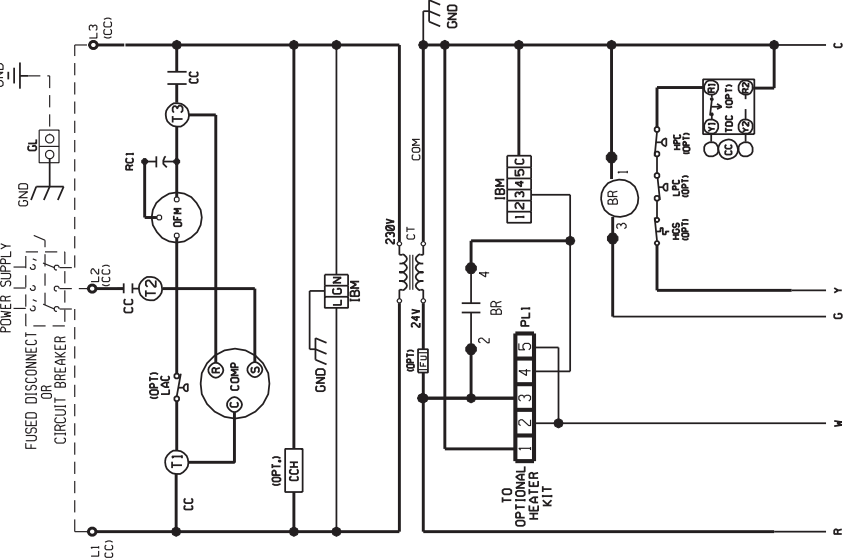 GND
GL
GND
POWER SUPPLY
FUSED DISCONNECT
OR
CIRCUIT BREAKER
L3
(CC)
L2
(CC)
L1
(CC)
CC
T3
RC1
OFM
CC
T2
(OPT)
LAC
R
S
C
COMP
T1
CC
(OPT.)
CCH
L G N
IBM
GND
230V
CT
COM
24V
(OPT)
FU
GND
IBM
1 2 3 4 5 C
4
BR
2
PL1
5
4
3
2
1
TO
OPTIONAL
HEATER
KIT
1
BR
3
HPC
(OPT)
LPC
(OPT)
HGS
(OPT)
R1
R2
TDC (OPT)
Y1
Y2
CC
C
Y
G
W
R